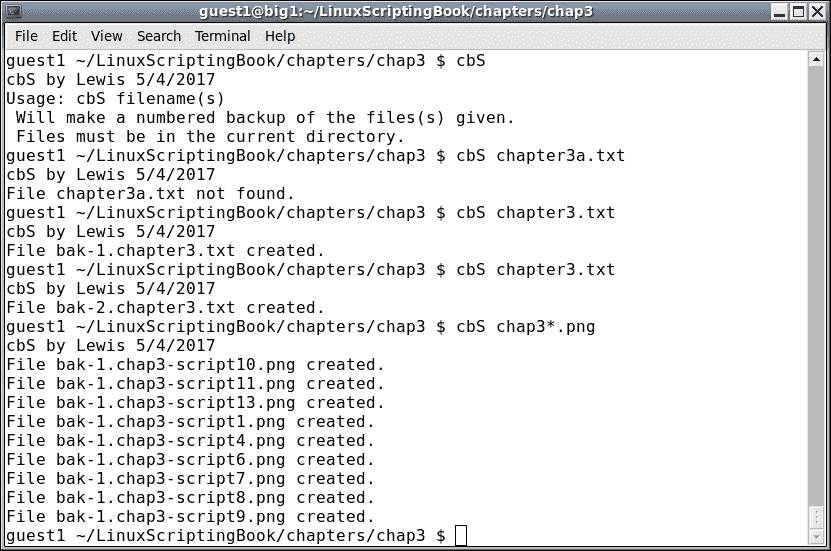 guest1@big1:~/LinuxScriptingBook/chapters/chap3
File Edit View Search Terminal Help
guest1 ~/LinuxScriptingBook/chapters/chap3 $ cbS
cbS by Lewis 5/4/2017
Usage: cbS filename(s)
 Will make a numbered backup of the files(s) given.
 Files must be in the current directory.
guest1 ~/LinuxScriptingBook/chapters/chap3 $ cbS chapter3a.txt
cbS by Lewis 5/4/2017
File chapter3a.txt not found.
guest1 ~/LinuxScriptingBook/chapters/chap3 $ cbS chapter3.txt
cbS by Lewis 5/4/2017
File bak-1.chapter3.txt created.
guest1 ~/LinuxScriptingBook/chapters/chap3 $ cbS chapter3.txt
cbS by Lewis 5/4/2017
File bak-2.chapter3.txt created.
guest1 ~/LinuxScriptingBook/chapters/chap3 $ cbS chap3*.png
cbS by Lewis 5/4/2017
File bak-1.chap3-script10.png created.
File bak-1.chap3-script11.png created.
File bak-1.chap3-script13.png created.
File bak-1.chap3-script1.png created.
File bak-1.chap3-script4.png created.
File bak-1.chap3-script6.png created.
File bak-1.chap3-script7.png created.
File bak-1.chap3-script8.png created.
File bak-1.chap3-script9.png created.
guest1 ~/LinuxScriptingBook/chapters/chap3 $